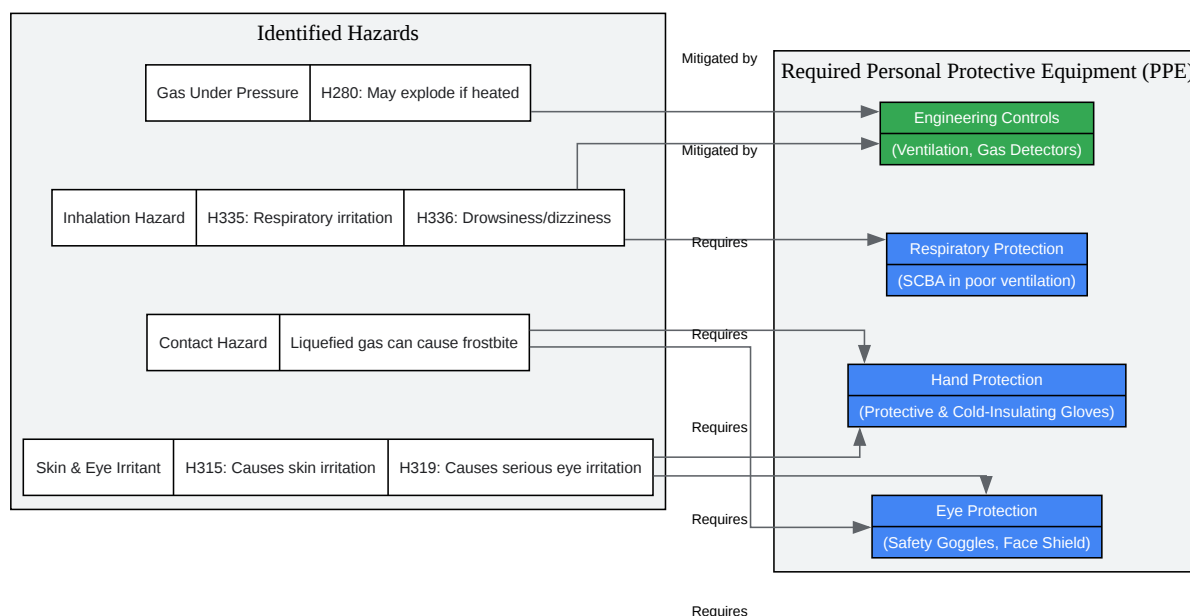 Identified Hazards
Gas Under Pressure
H280: May explode if heated
Inhalation Hazard
H335: Respiratory irritation
H336: Drowsiness/dizziness
Contact Hazard
Liquefied gas can cause frostbite
Skin & Eye Irritant
H315: Causes skin irritation
H319: Causes serious eye irritation
Mitigated by
Mitigated by
Requires
Requires
Requires
Requires
Requires
Required Personal Protective Equipment (PPE)
Engineering Controls
(Ventilation, Gas Detectors)
Respiratory Protection
(SCBA in poor ventilation)
Hand Protection
(Protective & Cold-Insulating Gloves)
Eye Protection
(Safety Goggles, Face Shield)